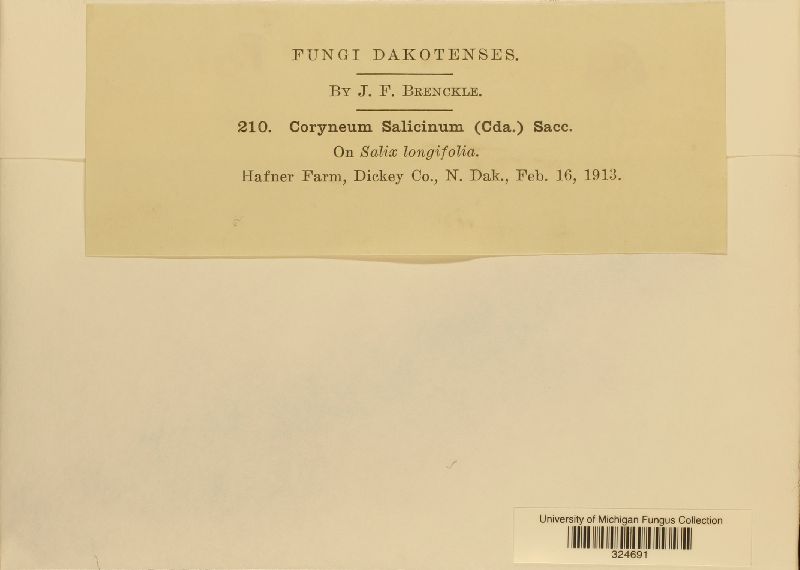 FUNGI DAKOTENSES.
BY J. F. BRENCKLE.
210. Coryneum Salicinum (Cda.) Sacc.
On Salix longifolia.
Hafner Farm, Dickey Co., N. Dak., Feb. 16, 1913.
University of Michigan Fungus Collection
324691